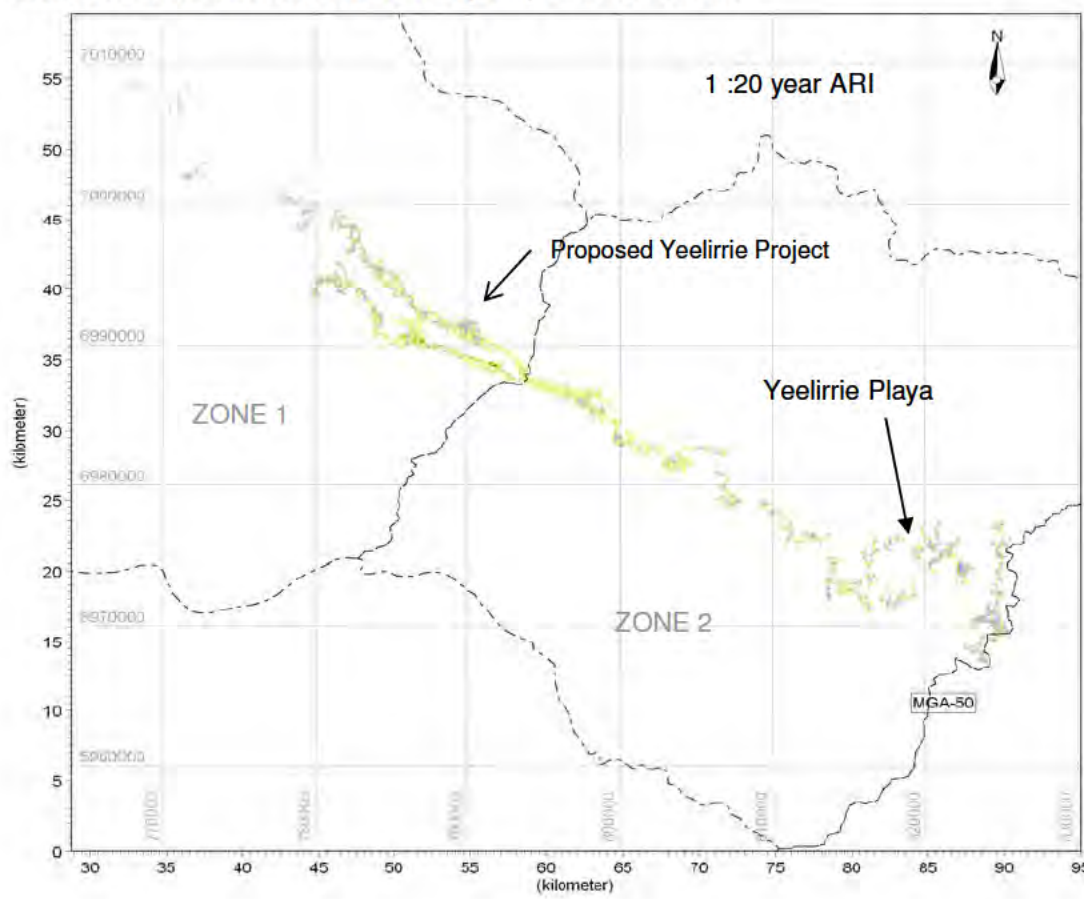 N
1 :20 year ARI
7010000
7000000
Proposed Yeelirrie Project
6990000
Yeelirrie Playa
ZONE 1
6980000
ZONE 2
6970000
MGA-50
(kilometer)
55
50
45
40
35
30
25
20
15
10
5
0
30 35 40 45 50 55 60 65 70 75 80 85 90 95
(kilometer)